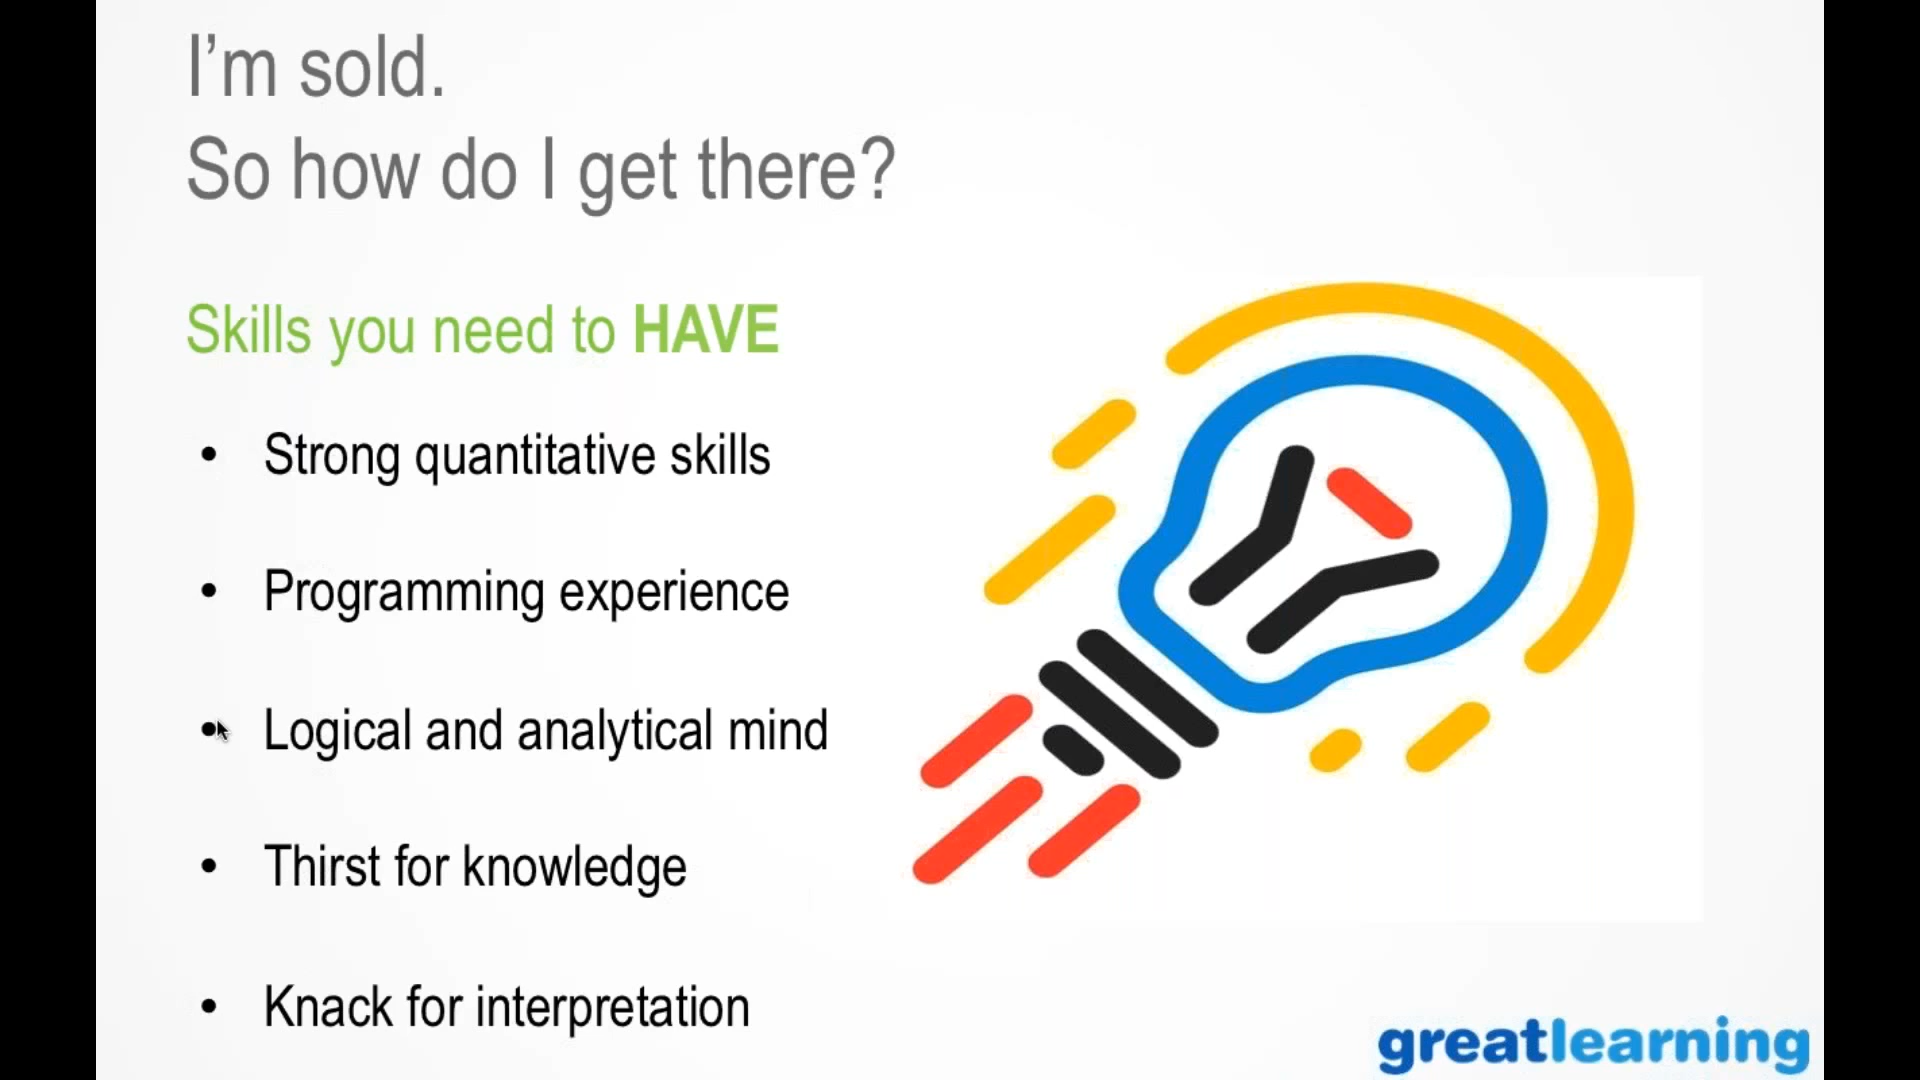 I'm sold.
So how do I get there?
Skills you need to HAVE
• Strong quantitative skills
• Programming experience
• Logical and analytical mind
• Thirst for knowledge
• Knack for interpretation
greatlearning